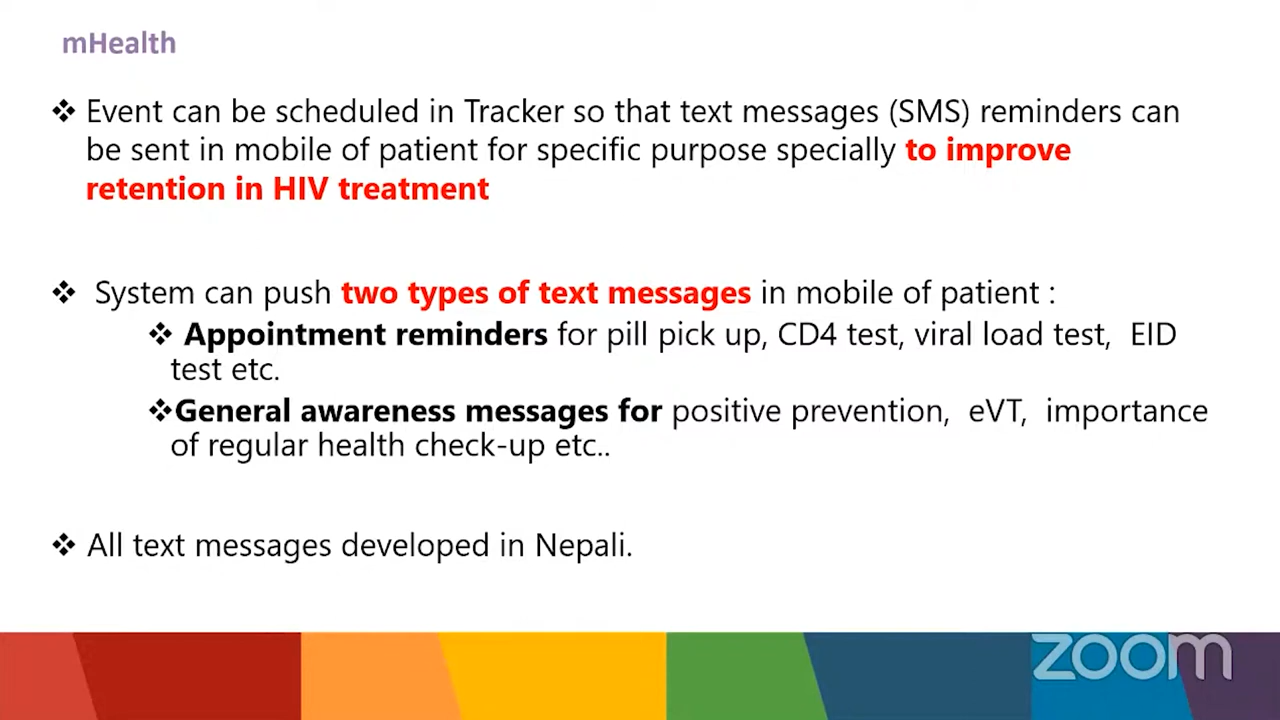 mHealth
❖ Event can be scheduled in Tracker so that text messages (SMS) reminders can
be sent in mobile of patient for specific purpose specially to improve
retention in HIV treatment
❖ System can push two types of text messages in mobile of patient :
❖ Appointment reminders for pill pick up, CD4 test, viral load test, EID
test etc.
❖General awareness messages for positive prevention, eVT, importance
of regular health check-up etc..
❖ All text messages developed in Nepali.
zoom